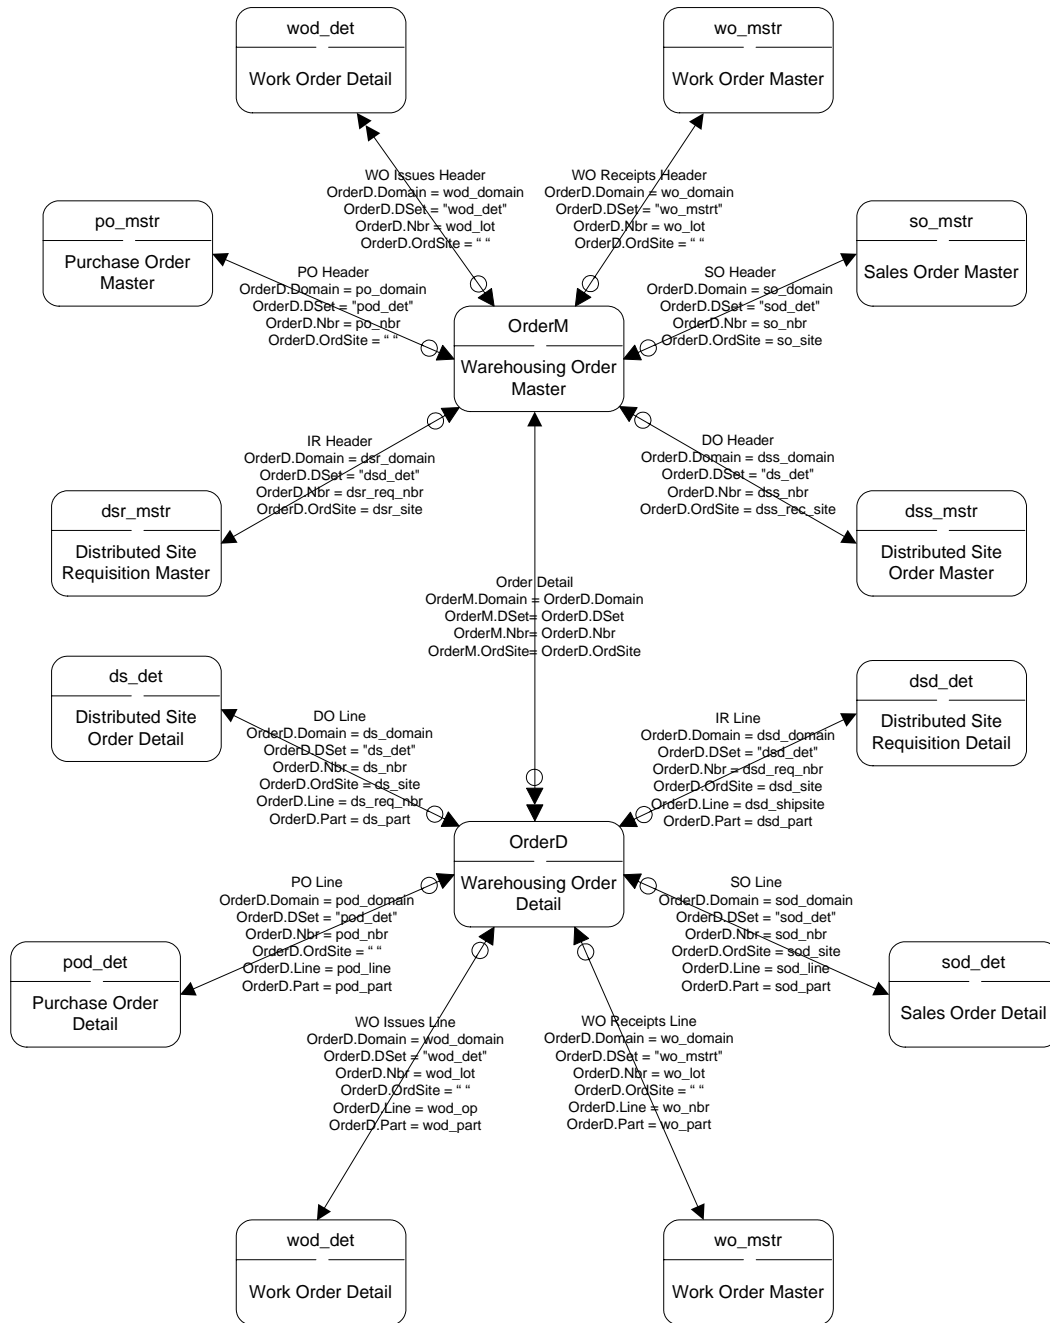 wod_det
Work Order Detail
wo_mstr
Work Order Master
WO Issues Header
OrderD.Domain = wod_domain
OrderD.DSet = "wod_det"
OrderD.Nbr = wod_lot
OrderD.OrdSite = “ “
WO Receipts Header
OrderD.Domain = wo_domain
OrderD.DSet = "wo_mstrt"
OrderD.Nbr = wo_lot
OrderD.OrdSite = “ “
po_mstr
Purchase Order
Master
so_mstr
Sales Order Master
PO Header
OrderD.Domain = po_domain
OrderD.DSet = "pod_det"
OrderD.Nbr = po_nbr
OrderD.OrdSite = “ “
SO Header
OrderD.Domain = so_domain
OrderD.DSet = "sod_det"
OrderD.Nbr = so_nbr
OrderD.OrdSite = so_site
OrderM
Warehousing Order
Master
IR Header
OrderD.Domain = dsr_domain
OrderD.DSet = "dsd_det"
OrderD.Nbr = dsr_req_nbr
OrderD.OrdSite = dsr_site
DO Header
OrderD.Domain = dss_domain
OrderD.DSet = "ds_det"
OrderD.Nbr = dss_nbr
OrderD.OrdSite = dss_rec_site
dsr_mstr
Distributed Site
Requisition Master
dss_mstr
Distributed Site
Order Master
Order Detail
OrderM.Domain = OrderD.Domain
OrderM.DSet= OrderD.DSet
OrderM.Nbr= OrderD.Nbr
OrderM.OrdSite= OrderD.OrdSite
ds_det
Distributed Site
Order Detail
dsd_det
Distributed Site
Requisition Detail
DO Line
OrderD.Domain = ds_domain
OrderD.DSet = "ds_det"
OrderD.Nbr = ds_nbr
OrderD.OrdSite = ds_site
OrderD.Line = ds_req_nbr
OrderD.Part = ds_part
IR Line
OrderD.Domain = dsd_domain
OrderD.DSet = "dsd_det"
OrderD.Nbr = dsd_req_nbr
OrderD.OrdSite = dsd_site
OrderD.Line = dsd_shipsite
OrderD.Part = dsd_part
OrderD
Warehousing Order
Detail
PO Line
OrderD.Domain = pod_domain
OrderD.DSet = "pod_det"
OrderD.Nbr = pod_nbr
OrderD.OrdSite = “ “
OrderD.Line = pod_line
OrderD.Part = pod_part
SO Line
OrderD.Domain = sod_domain
OrderD.DSet = "sod_det"
OrderD.Nbr = sod_nbr
OrderD.OrdSite = sod_site
OrderD.Line = sod_line
OrderD.Part = sod_part
pod_det
Purchase Order
Detail
sod_det
Sales Order Detail
WO Issues Line
OrderD.Domain = wod_domain
OrderD.DSet = "wod_det"
OrderD.Nbr = wod_lot
OrderD.OrdSite = “ “
OrderD.Line = wod_op
OrderD.Part = wod_part
WO Receipts Line
OrderD.Domain = wo_domain
OrderD.DSet = "wo_mstrt"
OrderD.Nbr = wo_lot
OrderD.OrdSite = “ “
OrderD.Line = wo_nbr
OrderD.Part = wo_part
wod_det
Work Order Detail
wo_mstr
Work Order Master